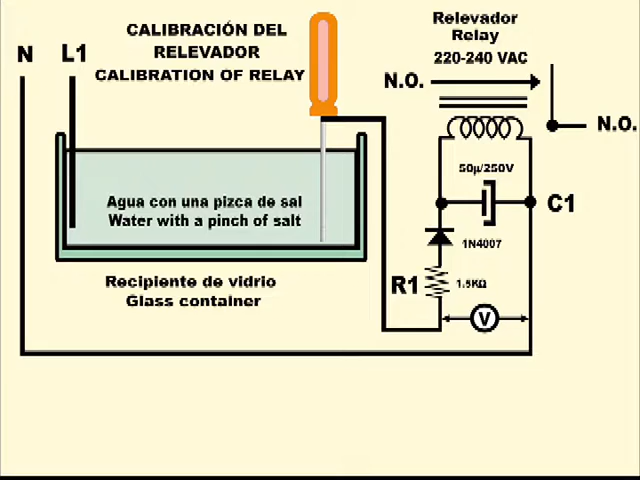 CALIBRACIÓN DEL
RELEVADOR
CALIBRATION OF RELAY
N
L1
Relevador
Relay
220-240 VAC
N.O.
N.O.
50µ/250V
C1
1N4007
R1
1.5KΩ
V
Agua con una pizca de sal
Water with a pinch of salt
Recipiente de vidrio
Glass container